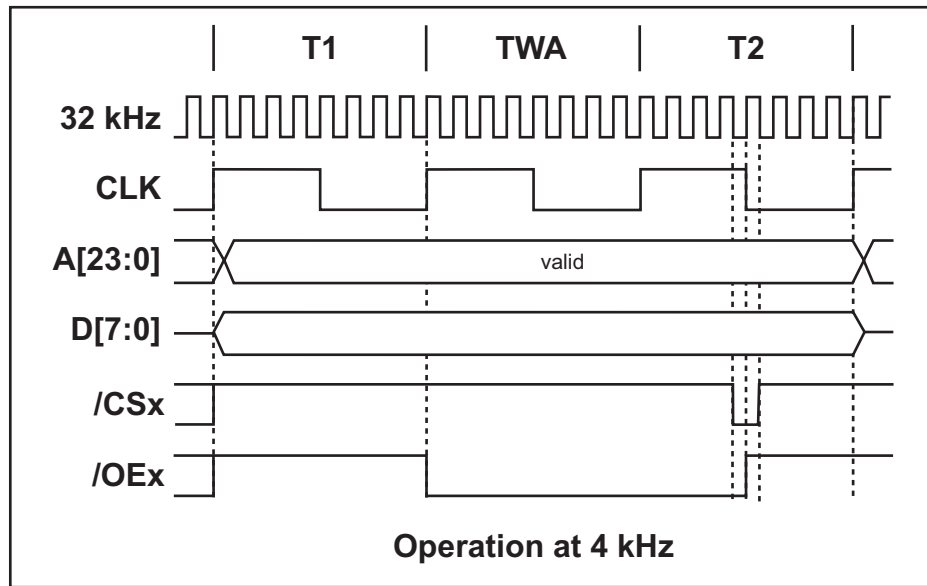 T1 TWA T2
32 kHz
CLK
A[23:0] valid
D[7:0]
/CSx
/OEx
Operation at 4 kHz